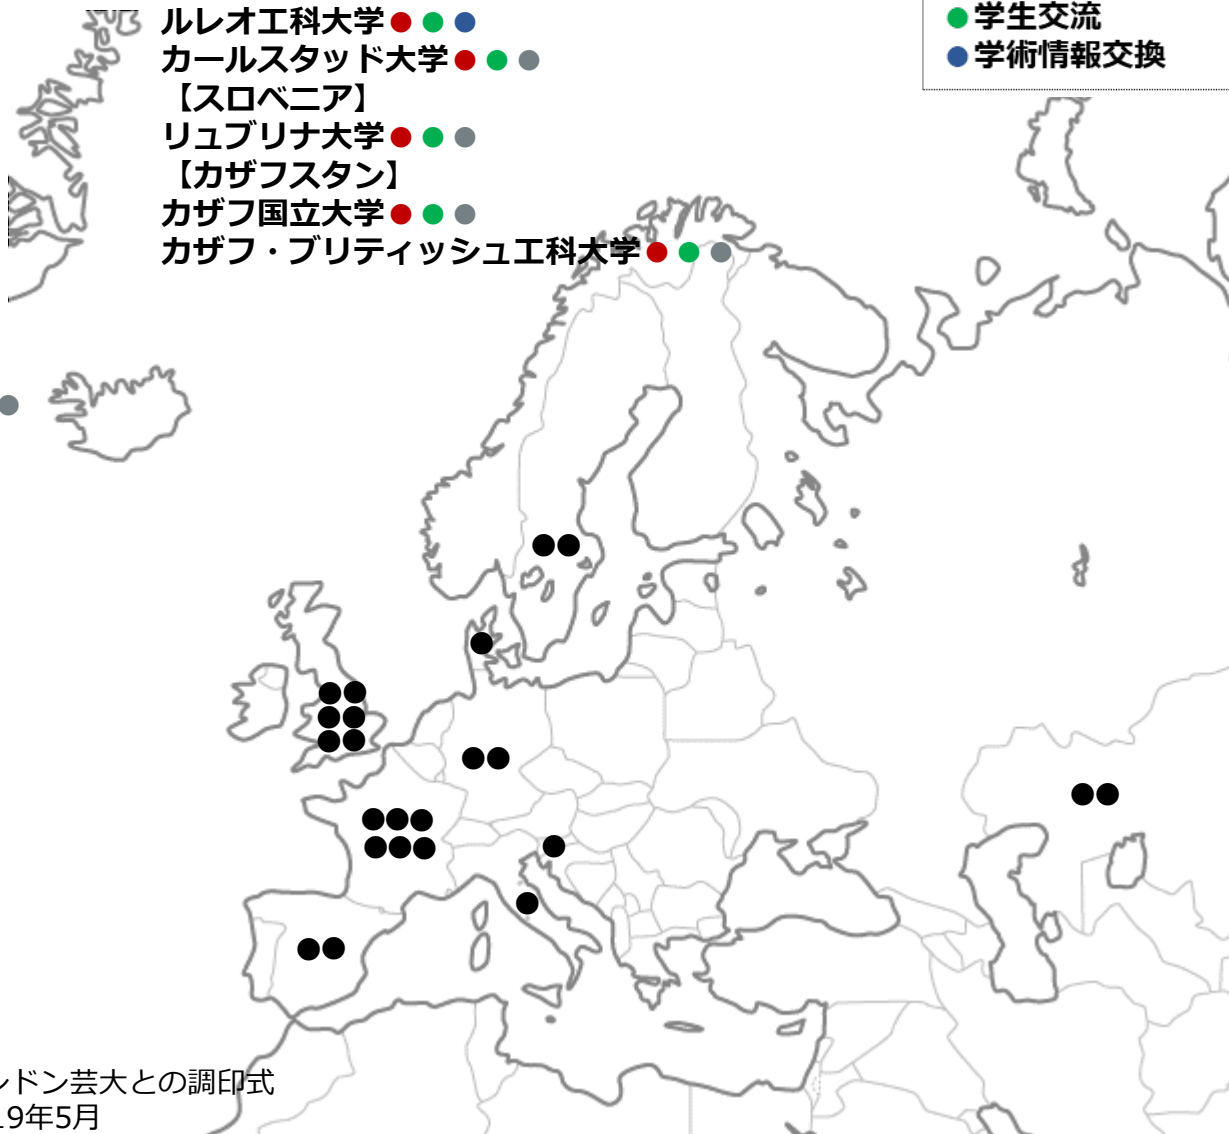 ルレオ工科大学
カールスタッド大学
【スロベニア】
リュブリナ大学
【カザフスタン】
カザフ国立大学
カザフ・ブリティッシュ工科大学
学生交流
学術情報交換
ンドン芸大との調印式
19年5月